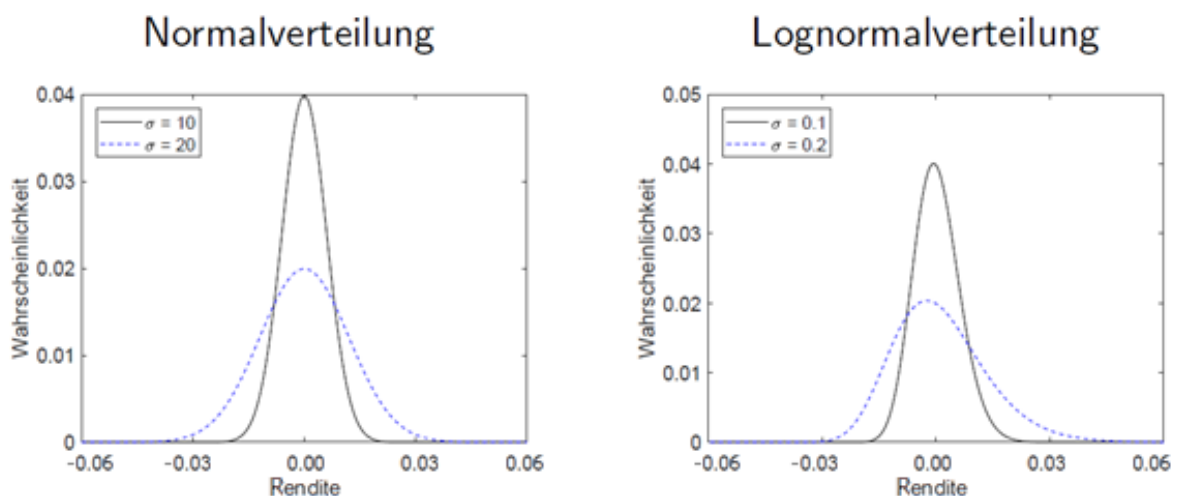 Normalverteilung
0.04
0.03
0.02
0.01
0
Wahrscheinlichkeit
σ = 10
σ = 20
-0.06 -0.03 0.00 0.03 0.06
Rendite
Lognormalverteilung
0.05
0.04
0.03
0.02
0.01
0
Wahrscheinlichkeit
σ = 0.1
σ = 0.2
-0.06 -0.03 0.00 0.03 0.06
Rendite